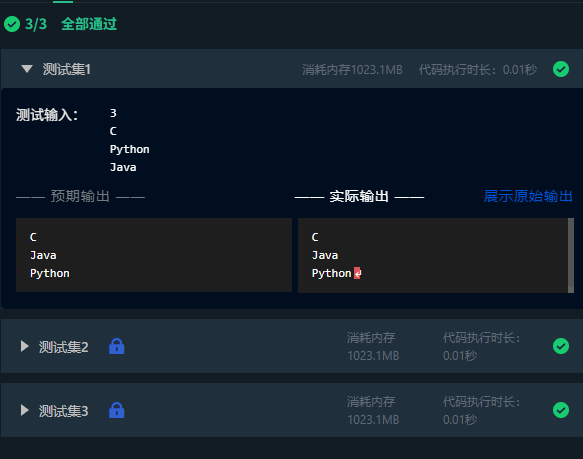 3/3 全部通过
测试集1 消耗内存1023.1MB 代码执行时长：0.01秒
测试输入： 3
C
Python
Java
—— 预期输出 —— —— 实际输出 —— 展示原始输出
C
Java
Python
C
Java
Python↵
测试集2 消耗内存 代码执行时长：
1023.1MB 0.01秒
测试集3 消耗内存 代码执行时长：
1023.1MB 0.01秒